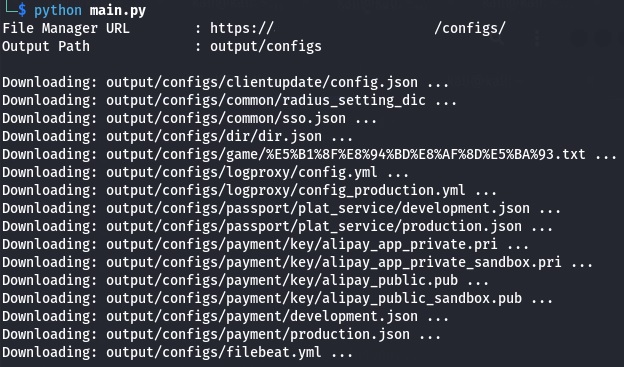 └─$ python main.py
File Manager URL : https:// /configs/
Output Path : output/configs
Downloading: output/configs/clientupdate/config.json ...
Downloading: output/configs/common/radius_setting_dic ...
Downloading: output/configs/common/sso.json ...
Downloading: output/configs/dir/dir.json ...
Downloading: output/configs/game/%E5%B1%8F%E8%94%BD%E8%AF%8D%E5%BA%93.txt ...
Downloading: output/configs/logproxy/config.yml ...
Downloading: output/configs/logproxy/config_production.yml ...
Downloading: output/configs/passport/plat_service/development.json ...
Downloading: output/configs/passport/plat_service/production.json ...
Downloading: output/configs/payment/key/alipay_app_private.pri ...
Downloading: output/configs/payment/key/alipay_app_private_sandbox.pri ...
Downloading: output/configs/payment/key/alipay_public.pub ...
Downloading: output/configs/payment/key/alipay_public_sandbox.pub ...
Downloading: output/configs/payment/development.json ...
Downloading: output/configs/payment/production.json ...
Downloading: output/configs/filebeat.yml ...